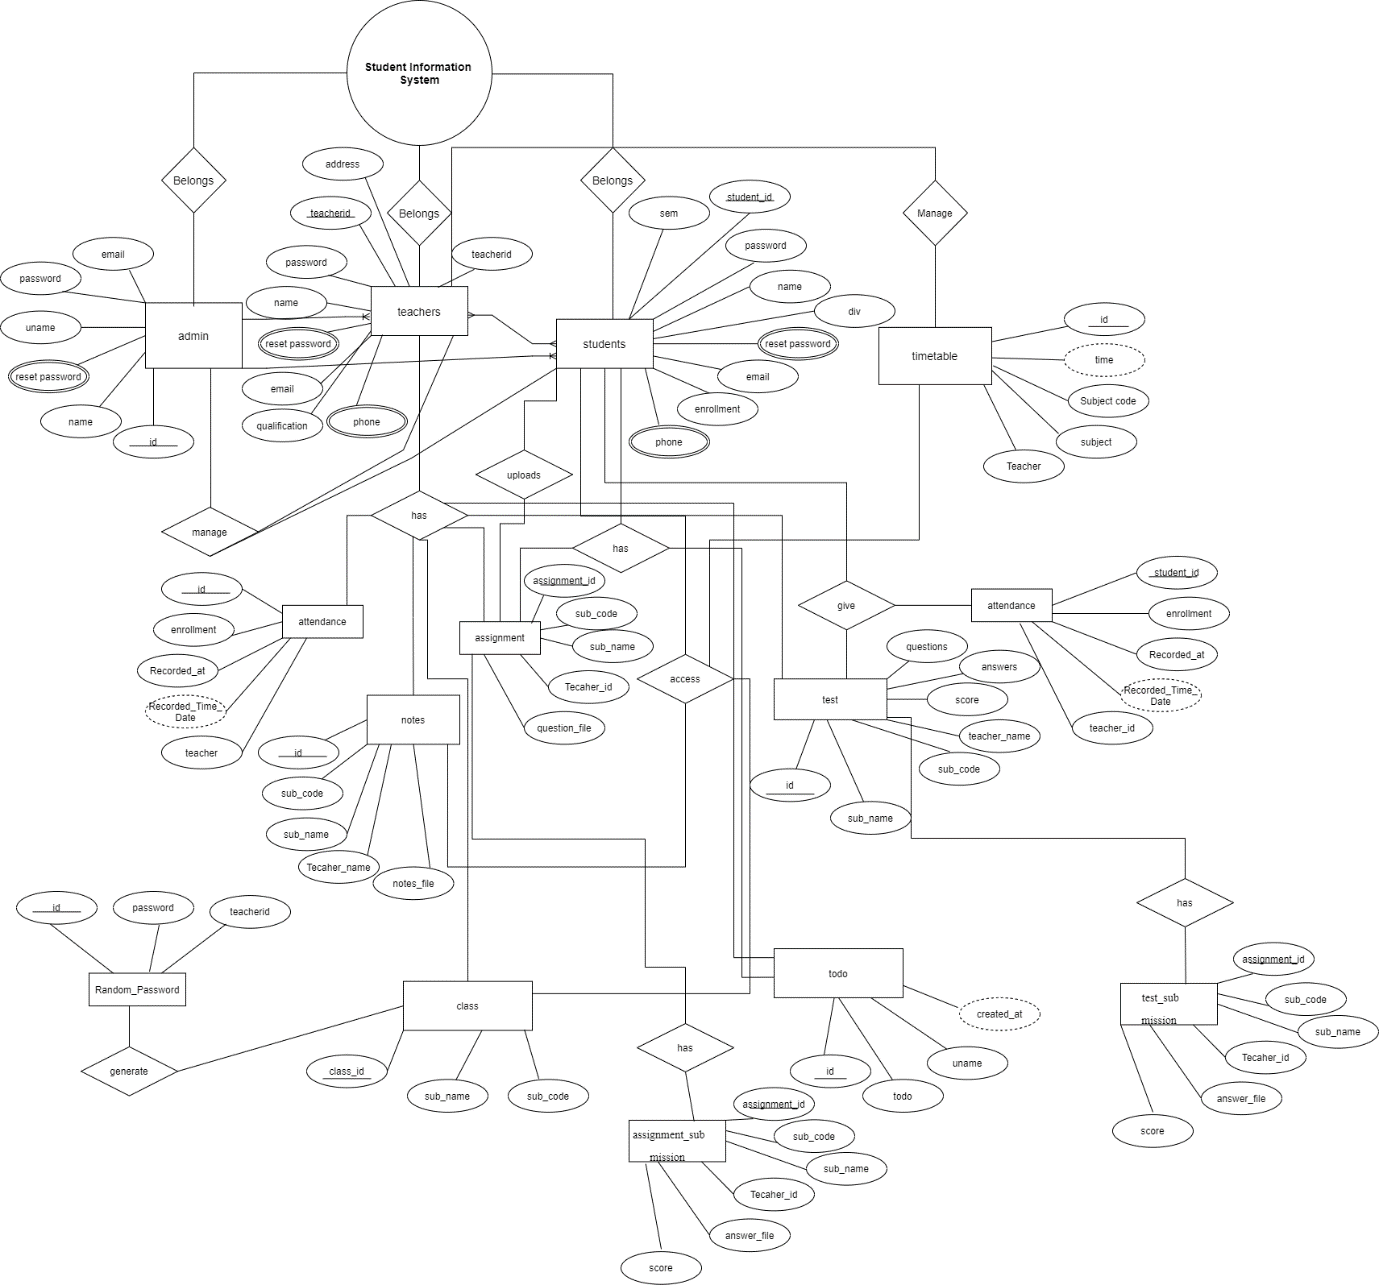 Student Information
System
Belongs
Belongs
Belongs
Manage
address
teacherid
password
name
reset password
email
qualification
phone
teacherid
teachers
email
password
uname
reset password
name
id
admin
manage
sem
student_id
password
name
div
reset password
email
enrollment
phone
students
id
time
Subject code
subject
Teacher
timetable
uploads
has
has
give
access
id
enrollment
Recorded_at
Recorded_Time_
Date
teacher
attendance
assignment_id
sub_code
sub_name
Tecaher_id
question_file
assignment
student_id
enrollment
Recorded_at
Recorded_Time_
Date
teacher_id
attendance
notes
id
sub_code
sub_name
Tecaher_name
notes_file
test
questions
answers
score
teacher_name
sub_code
sub_name
id
id
password
teacherid
Random_Password
generate
class
class_id
sub_name
sub_code
has
todo
created_at
uname
todo
id
has
test_sub
mission
assignment_id
sub_code
sub_name
Tecaher_id
answer_file
score
assignment_sub
mission
assignment_id
sub_code
sub_name
Tecaher_id
answer_file
score